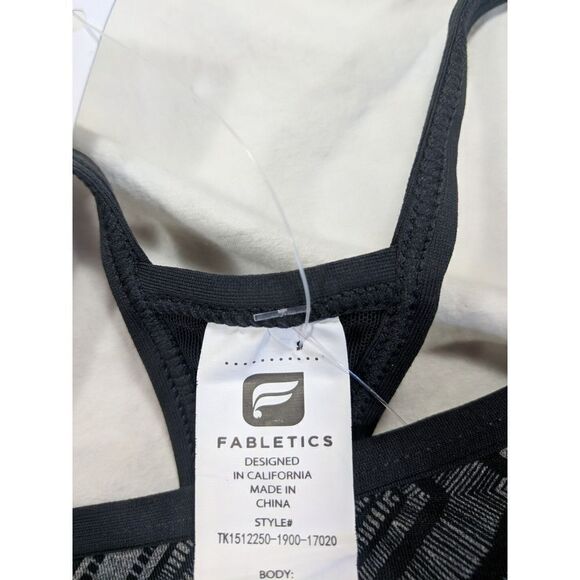 FABLETICS
DESIGNED
IN CALIFORNIA
MADE IN
CHINA
STYLE#
TK1512250-1900-17020
BODY: